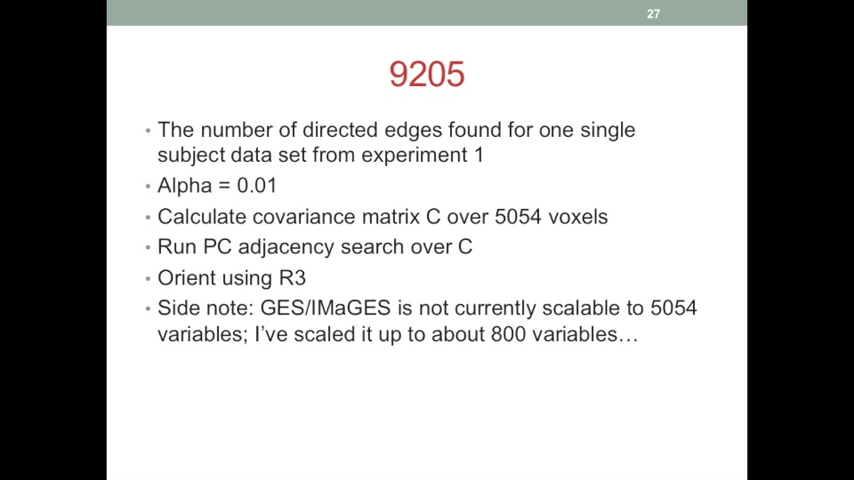 27
9205
• The number of directed edges found for one single
subject data set from experiment 1
• Alpha = 0.01
• Calculate covariance matrix C over 5054 voxels
• Run PC adjacency search over C
• Orient using R3
• Side note: GES/IMaGES is not currently scalable to 5054
variables; I’ve scaled it up to about 800 variables…